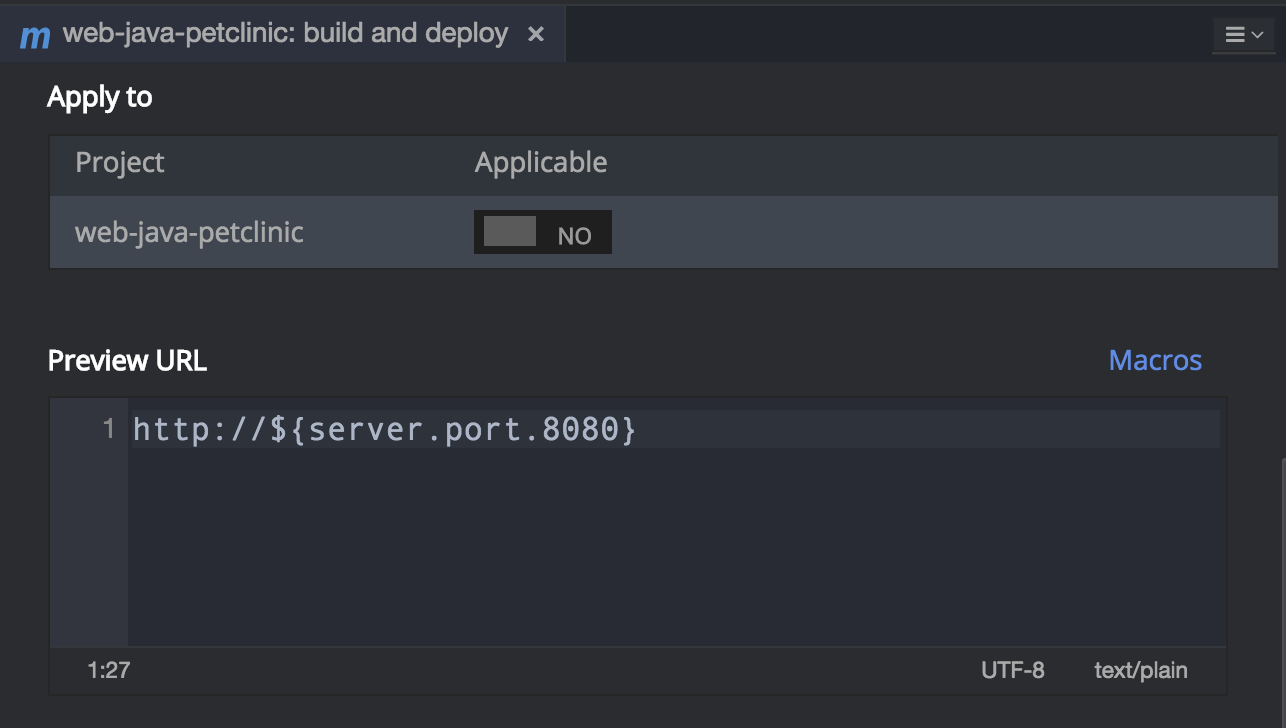 m web-java-petclinic: build and deploy ×
Apply to
Project Applicable
web-java-petclinic NO
Preview URL Macros
1 http://${server.port.8080}
1:27 UTF-8 text/plain